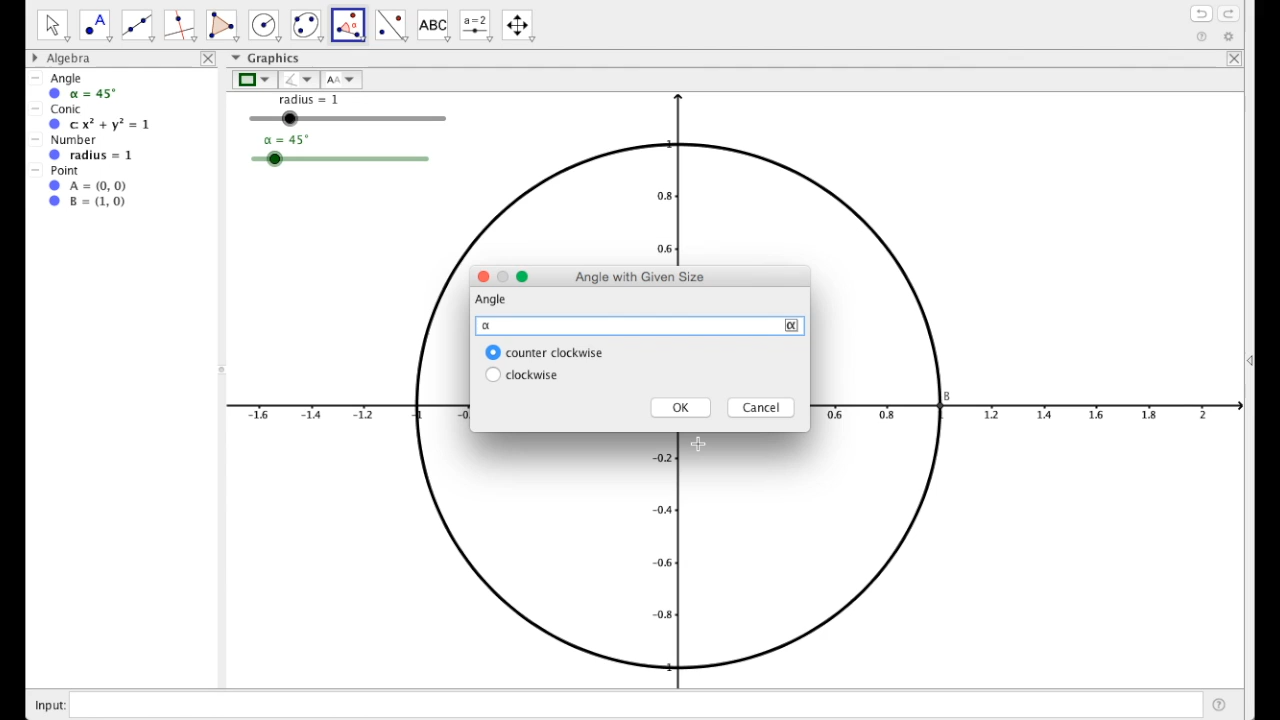 ABC
a=2
Algebra
Graphics
AA
Angle
α = 45°
Conic
c: x² + y² = 1
Number
radius = 1
Point
A = (0, 0)
B = (1, 0)
radius = 1
α = 45°
1
0.8
0.6
Angle with Given Size
Angle
α
α
counter clockwise
clockwise
OK
Cancel
B
-1.6 -1.4 -1.2 -1 0.6 0.8 1.2 1.4 1.6 1.8 2
-0.2
-0.4
-0.6
-0.8
Input: